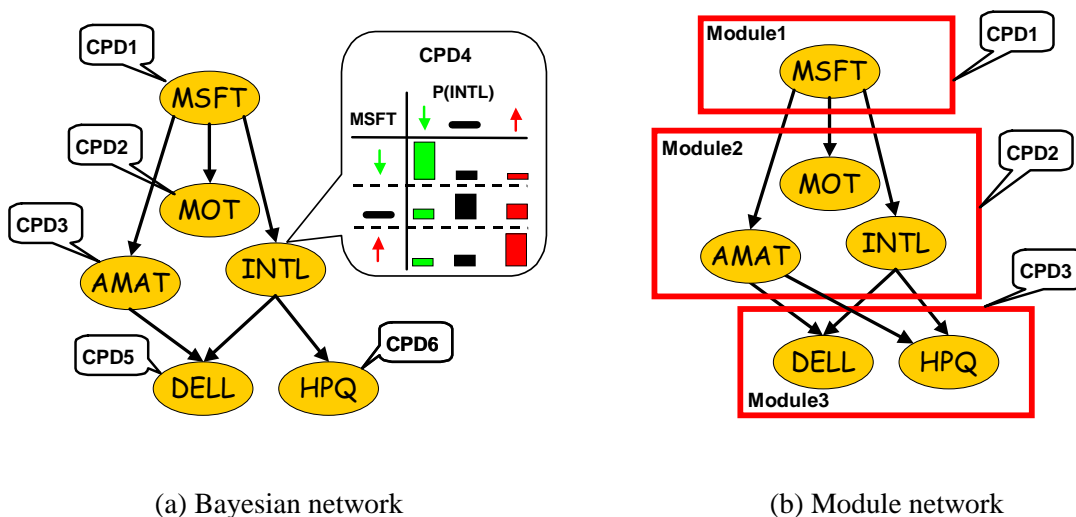 CPD1
MSFT
CPD2
MOT
CPD3
AMAT
INTL
CPD5
DELL
CPD6
HPQ
CPD4
P(INTL)
MSFT
(a) Bayesian network
Module1
MSFT
CPD1
Module2
MOT
CPD2
AMAT
INTL
CPD3
DELL
HPQ
Module3
(b) Module network